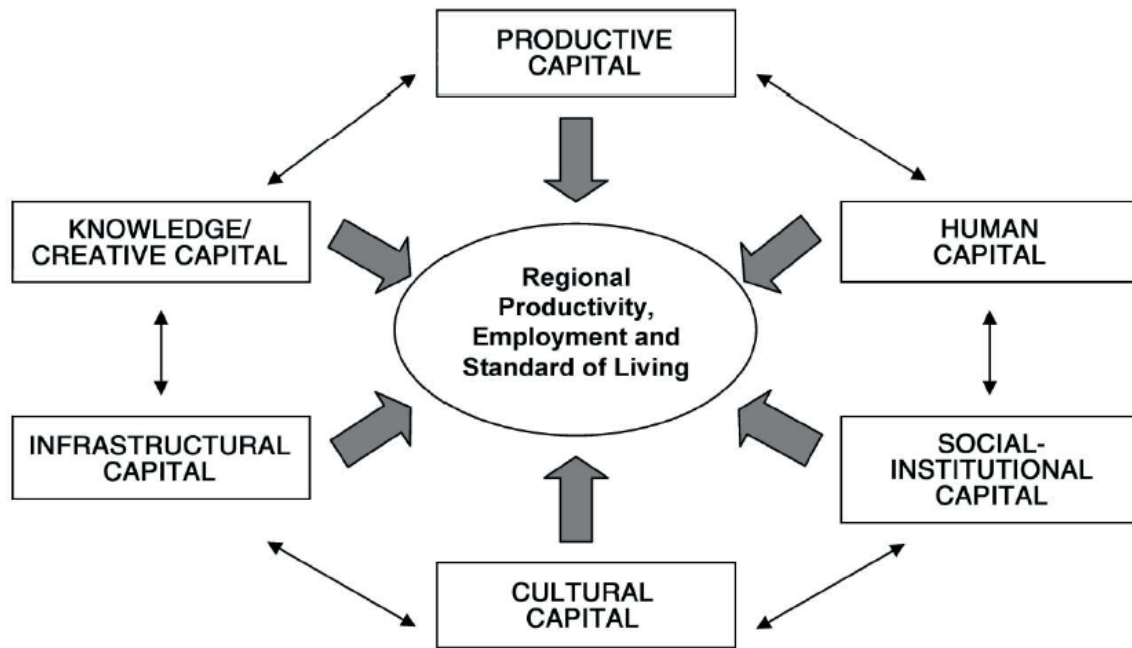 PRODUCTIVE
CAPITAL
KNOWLEDGE/
CREATIVE CAPITAL
HUMAN
CAPITAL
Regional
Productivity,
Employment and
Standard of Living
INFRASTRUCTURAL
CAPITAL
SOCIAL-
INSTITUTIONAL
CAPITAL
CULTURAL
CAPITAL